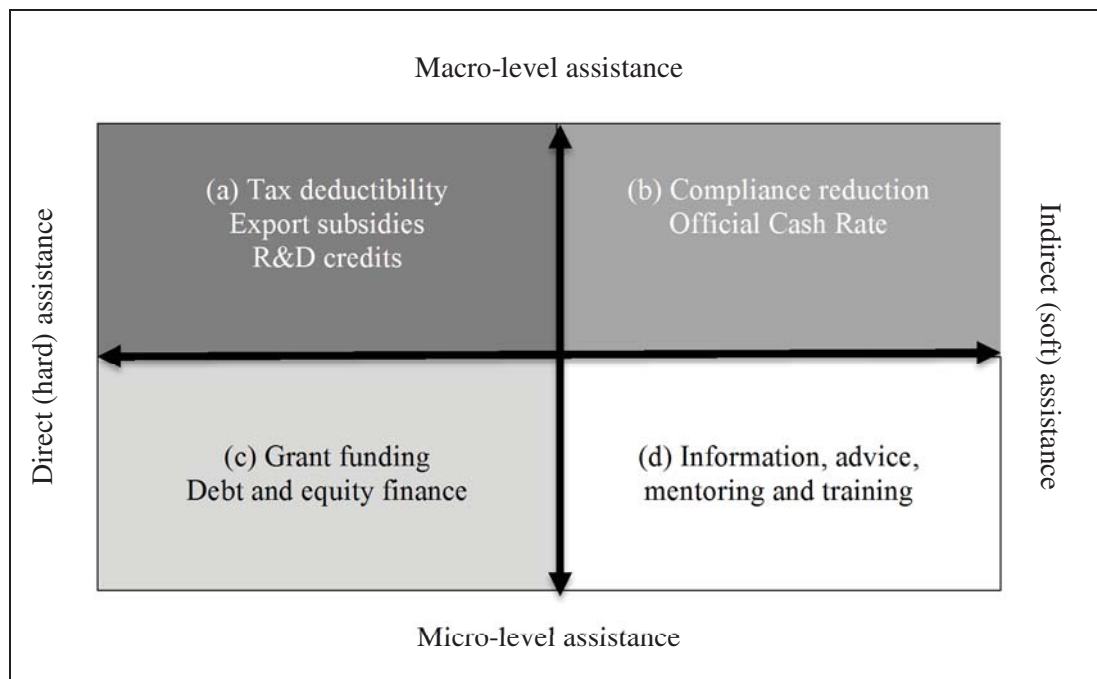 Macro-level assistance
(a) Tax deductibility
Export subsidies
R&D credits
(b) Compliance reduction
Official Cash Rate
Direct (hard) assistance
Indirect (soft) assistance
(c) Grant funding
Debt and equity finance
(d) Information, advice,
mentoring and training
Micro-level assistance